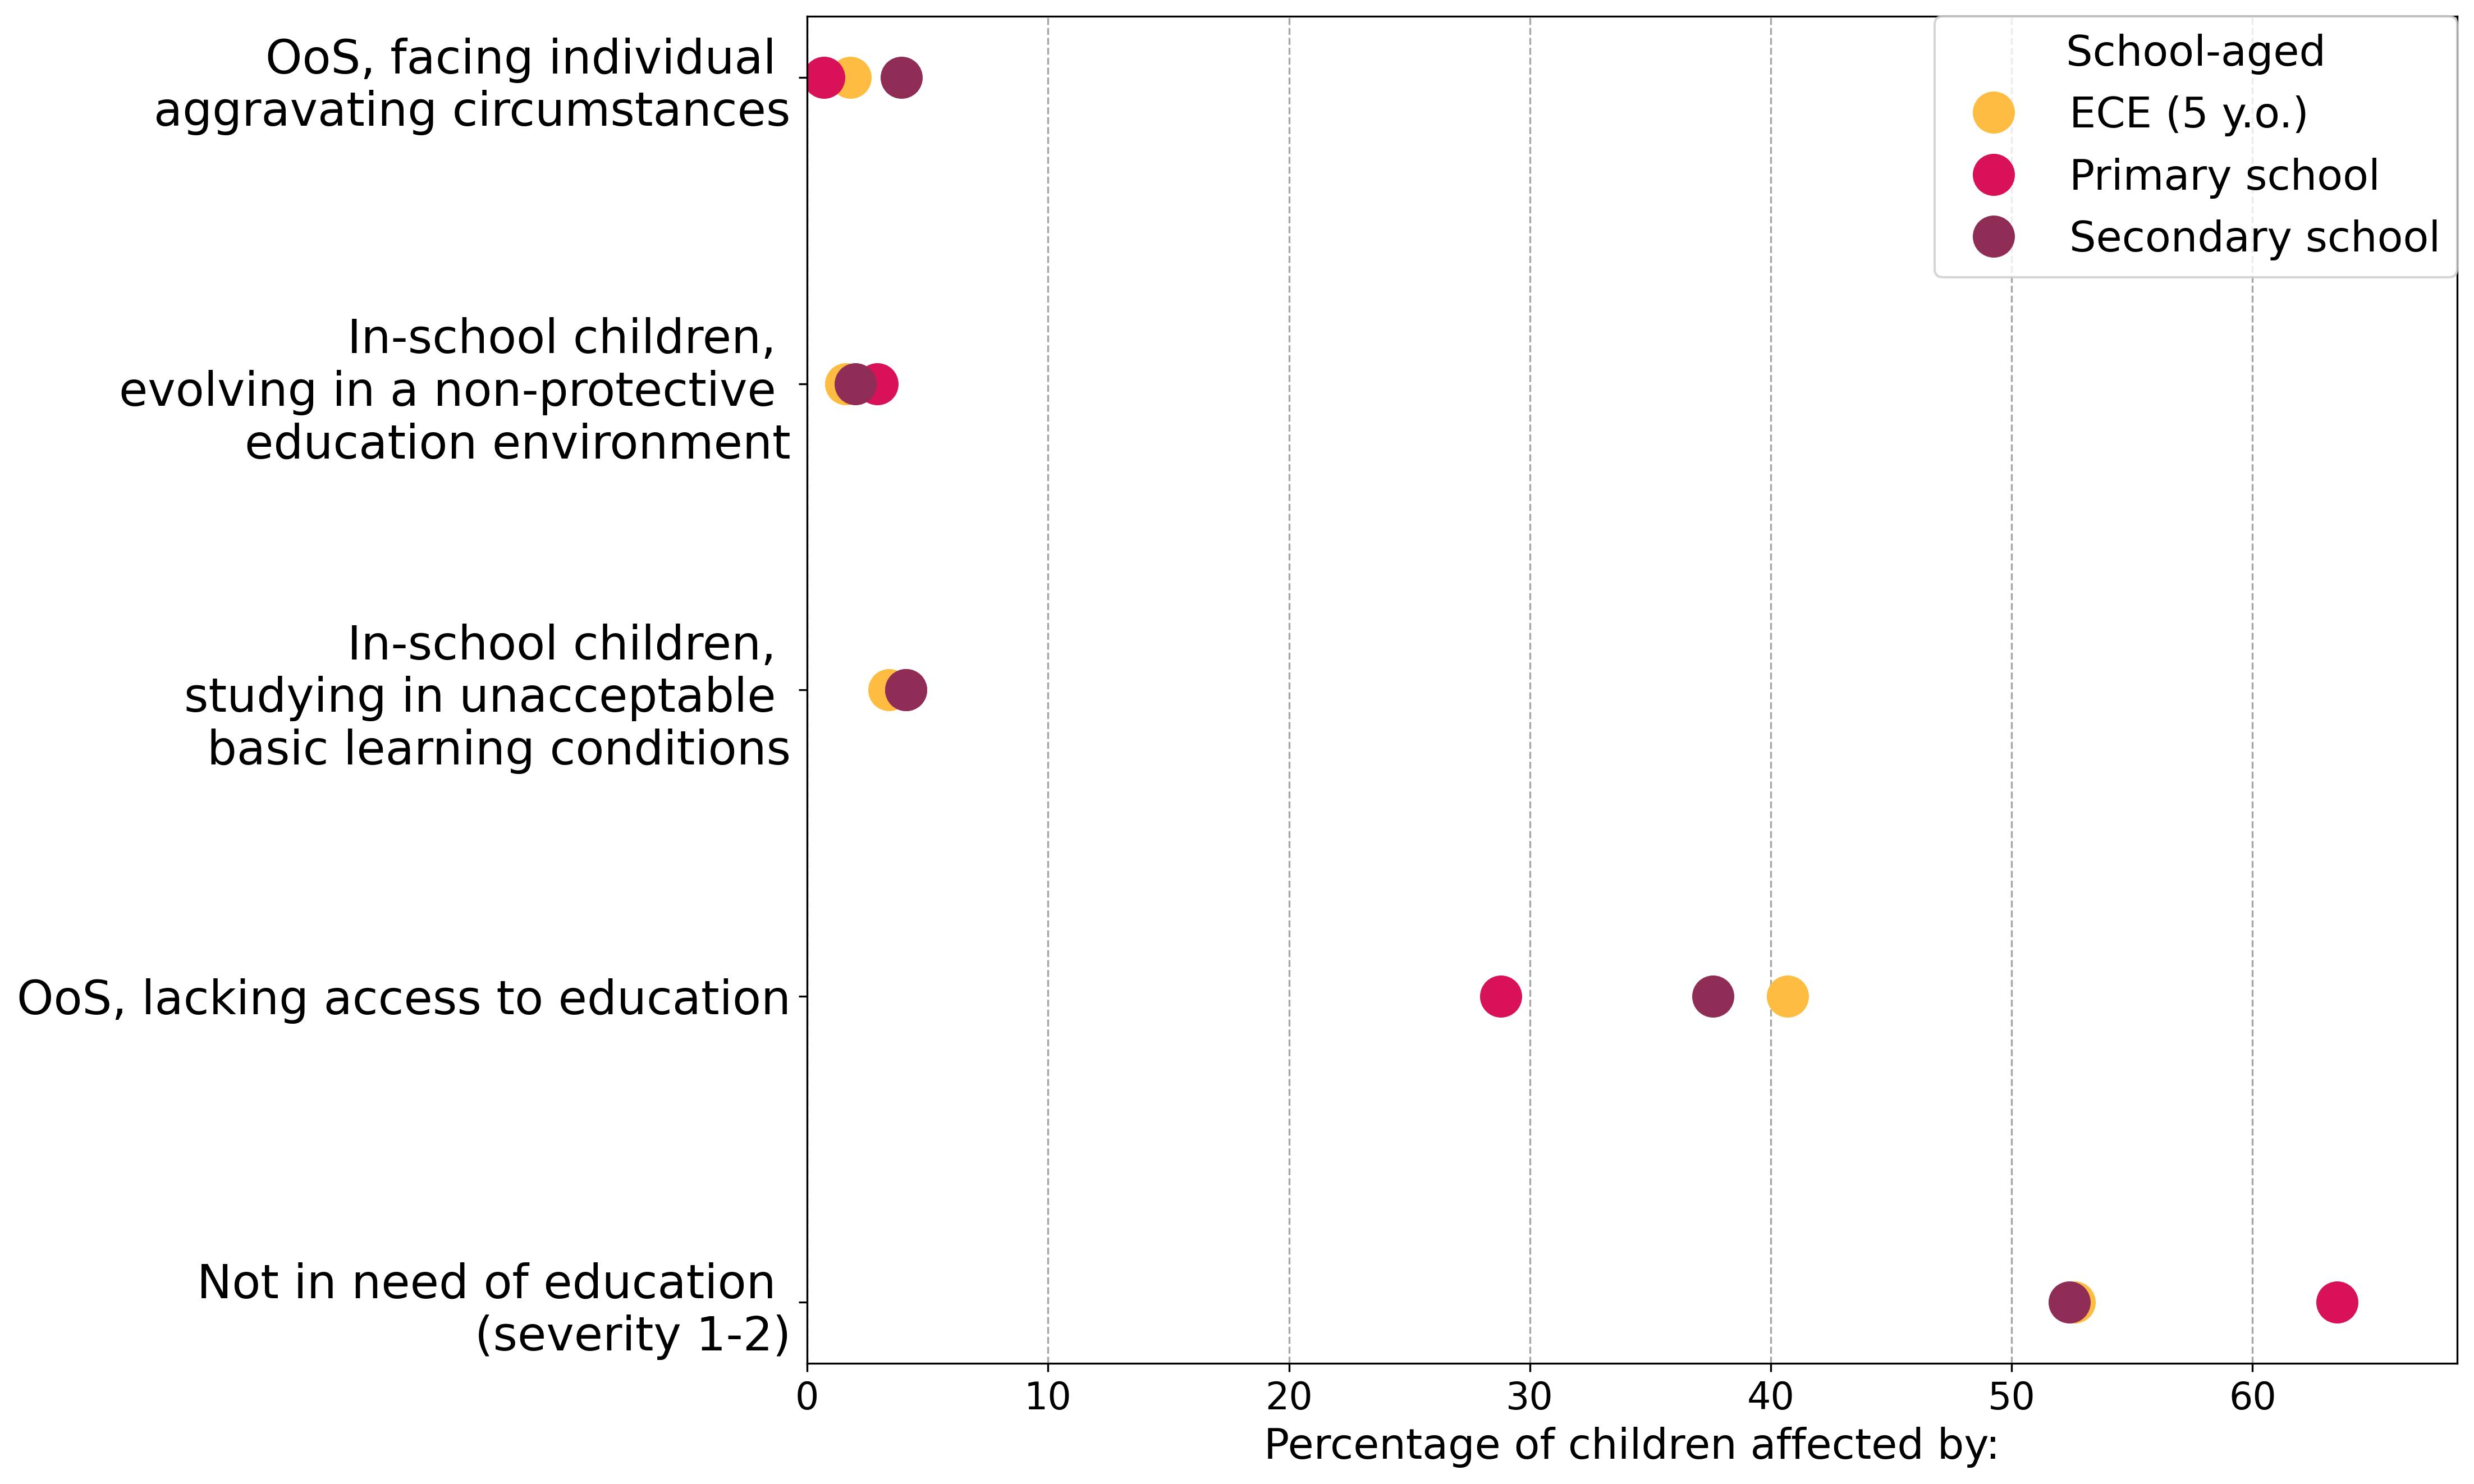 OoS, facing individual
aggravating circumstances
In-school children,
evolving in a non-protective
education environment
In-school children,
studying in unacceptable
basic learning conditions
OoS, lacking access to education
Not in need of education
(severity 1-2)
School-aged
ECE (5 y.o.)
Primary school
Secondary school
0 10 20 30 40 50 60
Percentage of children affected by: